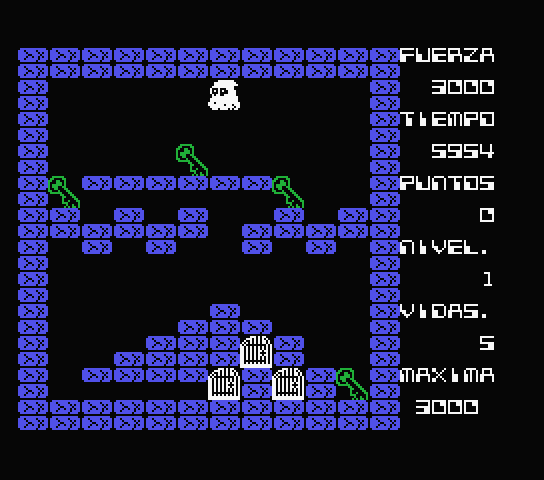 FUERZA
3000
TIEMPO
5954
PUNTOS
0
NIVEL.
1
VIDAS.
5
MAXIMA
3000